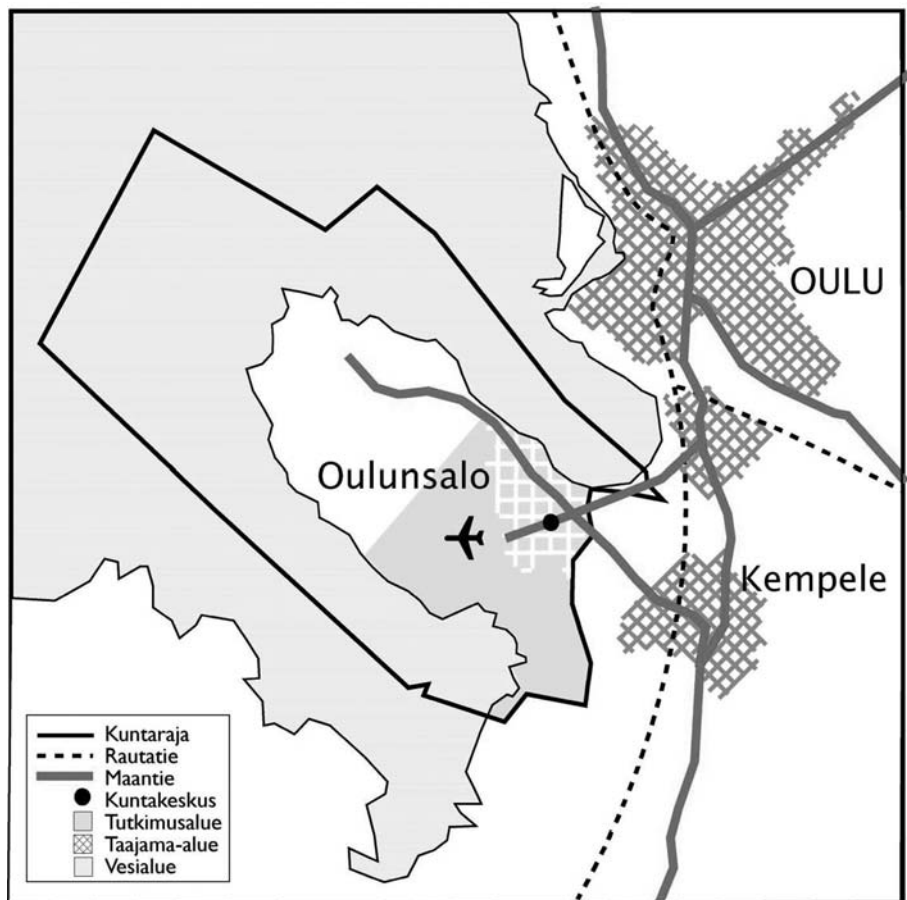 OULU
Oulunsalo
Kempele
Kuntaraja
Rautatie
Maantie
Kuntakeskus
Tutkimusalue
Taajama-alue
Vesialue